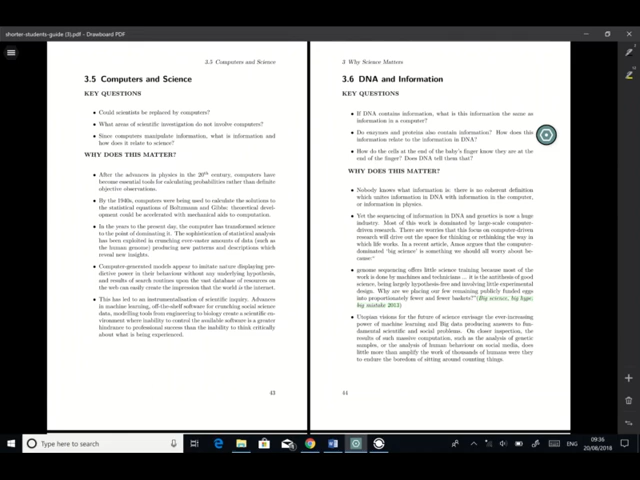 shorter-students-guide (3).pdf - Drawboard PDF
3.5 Computers and Science
3.5 Computers and Science
KEY QUESTIONS
• Could scientists be replaced by computers?
• What areas of scientific investigation do not involve computers?
• Since computers manipulate information, what is information and
how does it relate to science?
WHY DOES THIS MATTER?
• After the advances in physics in the 20th century, computers have
become essential tools for calculating probabilities rather than definite
objective observations.
• By the 1940s, computers were being used to calculate the solutions to
the statistical equations of Boltzmann and Gibbs: theoretical devel-
opment could be accelerated with mechanical aids to computation.
• In the years to the present day, the computer has transformed science
to the point of dominating it. The sophistication of statistical analysis
has been exploited in crunching ever-easier amounts of data (such as
the human genome) producing new patterns and descriptions which
reveal new insights.
• Computer-generated models appear to imitate nature displaying pre-
dictive power in their behaviour without any underlying hypothesis,
and results of search routines upon the vast database of resources on
the web can easily create the impression that the world is the internet.
• This has led to an instrumentalisation of scientific inquiry. Advances
in machine learning, off-the-shelf software for crunching social science
data, modelling tools from engineering to biology create a scientific en-
vironment where inability to control the available software is a greater
hindrance to professional success than the inability to think critically
about what is being experienced.
43
3 Why Science Matters
3.6 DNA and Information
KEY QUESTIONS
• If DNA contains information, what is this information the same as
information in a computer?
• Do enzymes and proteins also contain information? How does this
information relate to the information in DNA?
• How do the cells at the end of the baby's finger know they are at the
end of the finger? Does DNA tell them that?
WHY DOES THIS MATTER?
• Nobody knows what information is: there is no coherent definition
which unites information in DNA with information in the computer,
or information in physics.
• Yet the sequencing of information in DNA and genetics is now a huge
industry. Most of this work is dominated by large-scale computer-
driven research. There are worries that this focus on computer-driven
research will drive out the space for thinking or rethinking the way in
which life works. In a recent article, Amos argues that the computer-
dominated 'big science' is something we should all worry about be-
cause:"
• genome sequencing offers little science training because most of the
work is done by machines and technicians ... it is the antithesis of good
science, being largely hypothesis-free and involving little experimental
design. Why are we placing our few remaining publicly funded eggs
into proportionately fewer and fewer baskets?"(Big science, big hype,
big mistake 2013)
• Utopian visions for the future of science envisage the ever-increasing
power of machine learning and Big data producing answers to fun-
damental scientific and social problems. On closer inspection, the
results of such massive computation, such as the analysis of genetic
samples, or the analysis of human behaviour on social media, does
little more than amplify the work of thousands of humans were they to
endure the boredom of sitting around counting things.
44
Type here to search
ENG
09:36
20/08/2018